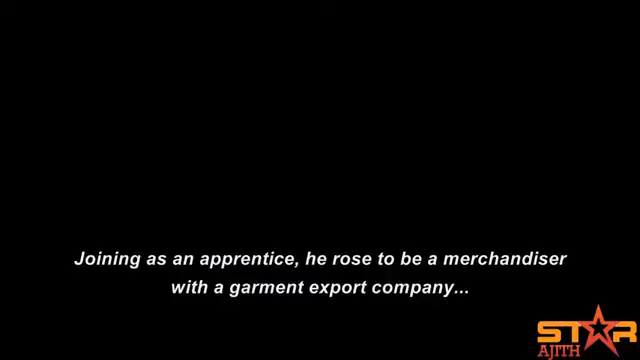 Joining as an apprentice, he rose to be a merchandiser
with a garment export company...
STAR
AJITH